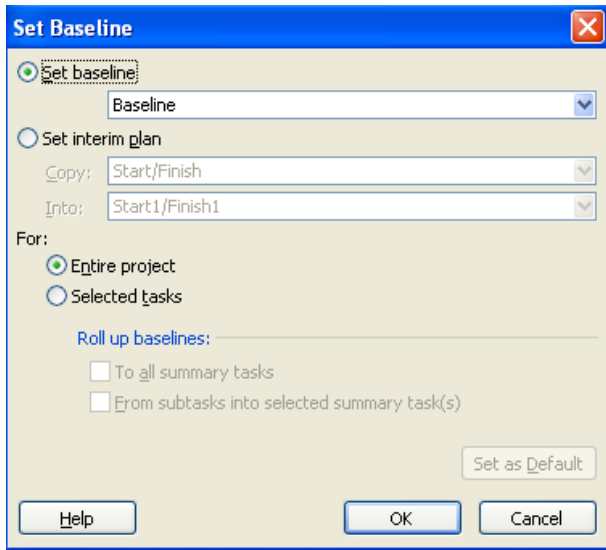 Set Baseline
Set baseline
Baseline
Set interim plan
Copy: Start/Finish
Into: Start1/Finish1
For:
Entire project
Selected tasks
Roll up baselines:
To all summary tasks
From subtasks into selected summary task(s)
Set as Default
Help OK Cancel